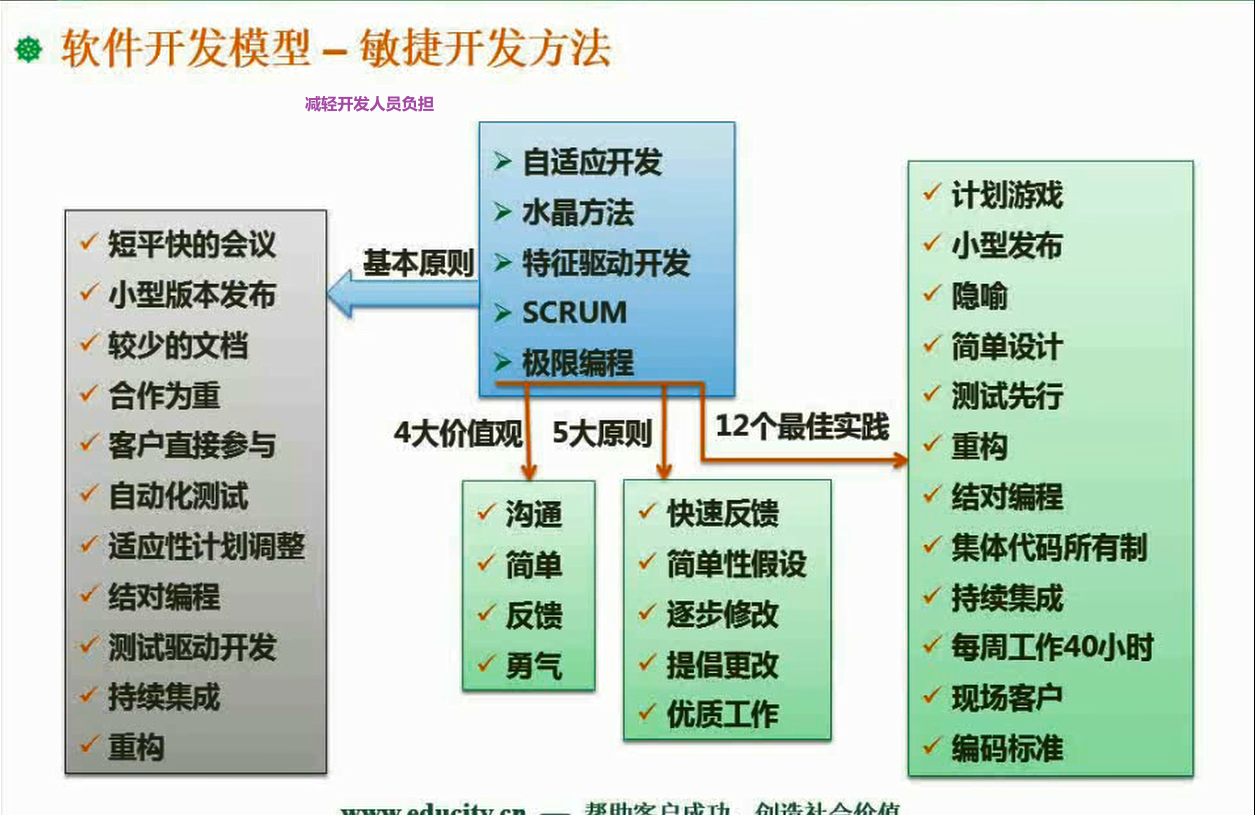 软件开发模型 – 敏捷开发方法
减轻开发人员负担
自适应开发
水晶方法
特征驱动开发
SCRUM
极限编程
基本原则
短平快的会议
小型版本发布
较少的文档
合作为重
客户直接参与
自动化测试
适应性计划调整
结对编程
测试驱动开发
持续集成
重构
4大价值观
沟通
简单
反馈
勇气
5大原则
快速反馈
简单性假设
逐步修改
提倡更改
优质工作
12个最佳实践
计划游戏
小型发布
隐喻
简单设计
测试先行
重构
结对编程
集体代码所有制
持续集成
每周工作40小时
现场客户
编码标准
www.educity.cn — 帮助客户成功,创造社会价值